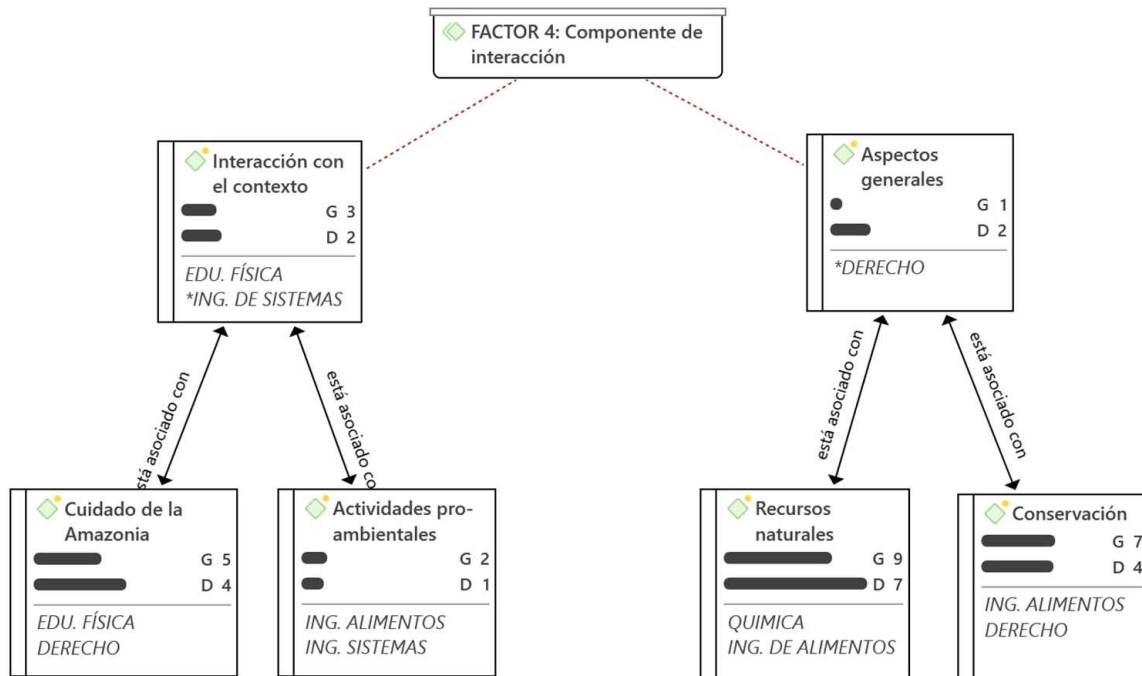 FACTOR 4: Componente de
interacción
Interacción con
el contexto
G 3
D 2
EDU. FÍSICA
*ING. DE SISTEMAS
Aspectos
generales
G 1
D 2
*DERECHO
está asociado con
está asociado co
está asociado con
está asociado con
Cuidado de la
Amazonia
G 5
D 4
EDU. FÍSICA
DERECHO
Actividades pro-
ambientales
G 2
D 1
ING. ALIMENTOS
ING. SISTEMAS
Recursos
naturales
G 9
D 7
QUIMICA
ING. DE ALIMENTOS
Conservación
G 7
D 4
ING. ALIMENTOS
DERECHO